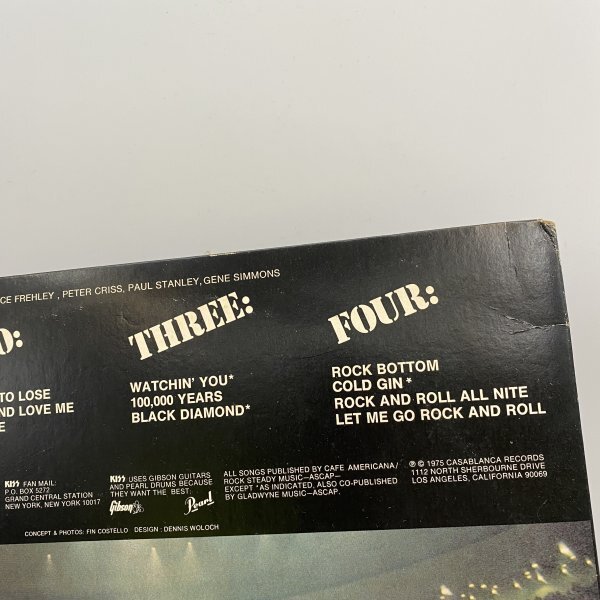 CE FREHLEY, PETER CRISS, PAUL STANLEY, GENE SIMMONS
O:
TO LOSE
ND LOVE ME
E
THREE:
WATCHIN' YOU*
100,000 YEARS
BLACK DIAMOND*
FOUR:
ROCK BOTTOM
COLD GIN*
ROCK AND ROLL ALL NITE
LET ME GO ROCK AND ROLL
KISS FAN MAIL:
P.O. BOX 5272
GRAND CENTRAL STATION
NEW YORK, NEW YORK 10017
KISS USES GIBSON GUITARS
AND PEARL DRUMS BECAUSE
THEY WANT THE BEST.
Gibson
Pearl
ALL SONGS PUBLISHED BY CAFE AMERICANA/
ROCK STEADY MUSIC–ASCAP–
EXCEPT *AS INDICATED, ALSO CO-PUBLISHED
BY GLADWYNE MUSIC–ASCAP.
℗ © 1975 CASABLANCA RECORDS
1112 NORTH SHERBOURNE DRIVE
LOS ANGELES, CALIFORNIA 90069
CONCEPT & PHOTOS: FIN COSTELLO DESIGN: DENNIS WOLOCH